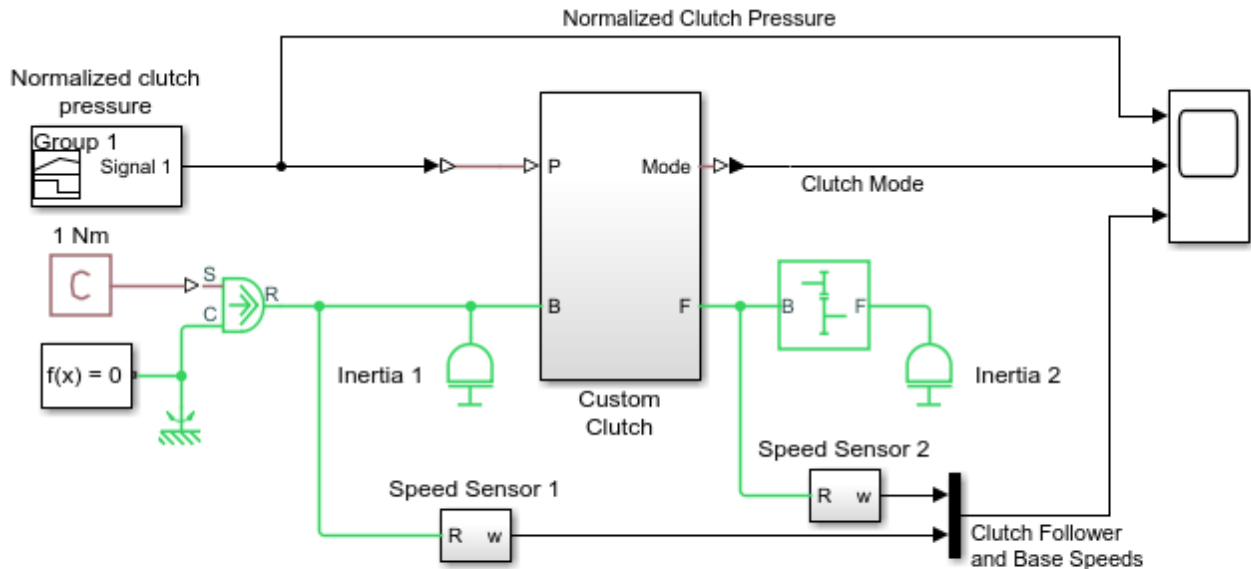 Normalized Clutch Pressure
Normalized clutch
pressure
Group 1
Signal 1
P
Mode
Clutch Mode
1 Nm
C
S
C
R
B
F
B
F
f(x) = 0
Inertia 1
Custom
Clutch
Inertia 2
Speed Sensor 1
R
w
Speed Sensor 2
R
w
Clutch Follower
and Base Speeds